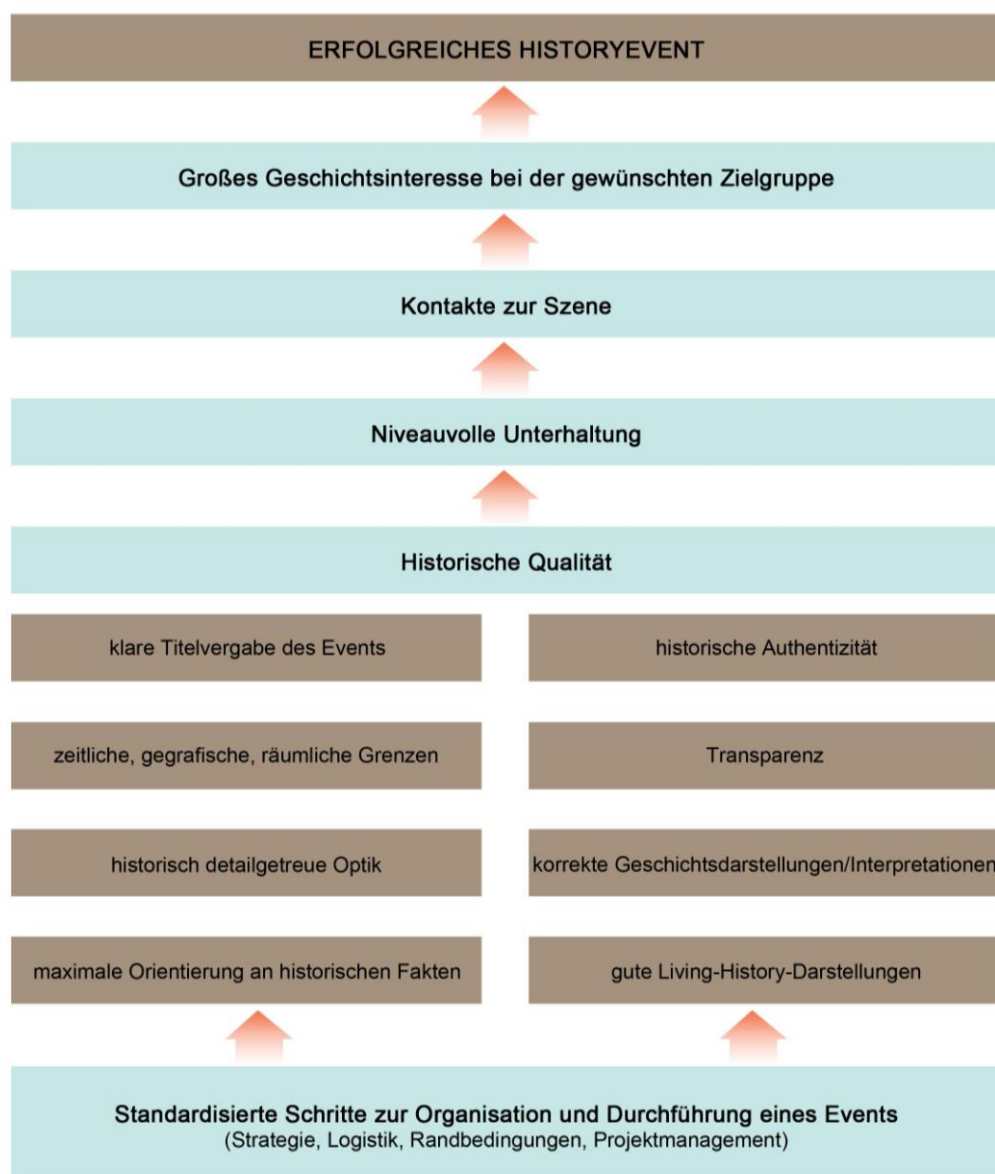 ERFOLGREICHES HISTORYEVENT
Großes Geschichtsinteresse bei der gewünschten Zielgruppe
Kontakte zur Szene
Niveauvolle Unterhaltung
Historische Qualität
klare Titelvergabe des Events
historische Authentizität
zeitliche, gegrafische, räumliche Grenzen
Transparenz
historisch detailgetreue Optik
korrekte Geschichtsdarstellungen/Interpretationen
maximale Orientierung an historischen Fakten
gute Living-History-Darstellungen
Standardisierte Schritte zur Organisation und Durchführung eines Events
(Strategie, Logistik, Randbedingungen, Projektmanagement)